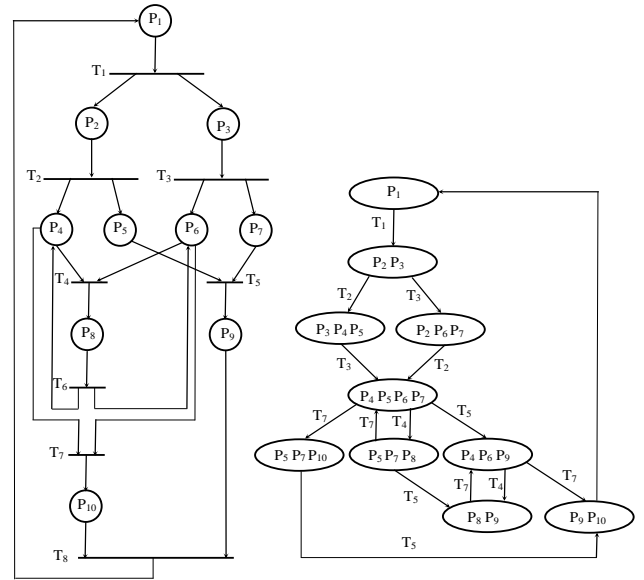 P₁
T₁
P₂
P₃
T₂
T₃
P₄
P₅
P₆
P₇
T₄
T₅
P₈
P₉
T₆
T₇
P₁₀
T₈
P₁
T₁
P₂ P₃
T₂
T₃
P₃ P₄ P₅
P₂ P₆ P₇
T₃
T₂
P₄ P₅ P₆ P₇
T₇
T₇
T₄
T₅
P₅ P₇ P₁₀
P₅ P₇ P₈
P₄ P₆ P₉
T₇
T₅
T₇
T₄
P₈ P₉
P₉ P₁₀
T₅